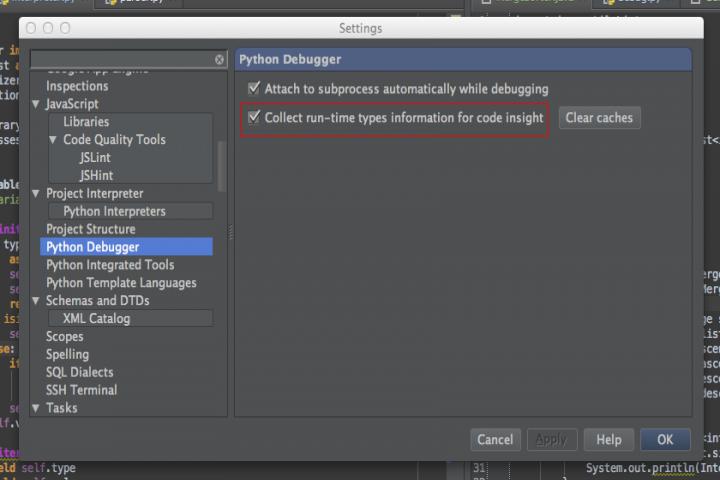 Settings
Inspections
JavaScript
Libraries
Code Quality Tools
JSLint
JSHint
Project Interpreter
Python Interpreters
Project Structure
Python Debugger
Python Integrated Tools
Python Template Languages
Schemas and DTDs
XML Catalog
Scopes
Spelling
SQL Dialects
SSH Terminal
Tasks
Python Debugger
Attach to subprocess automatically while debugging
Collect run-time types information for code insight
Clear caches
Cancel
Apply
Help
OK
self.type
31
System.out.println(